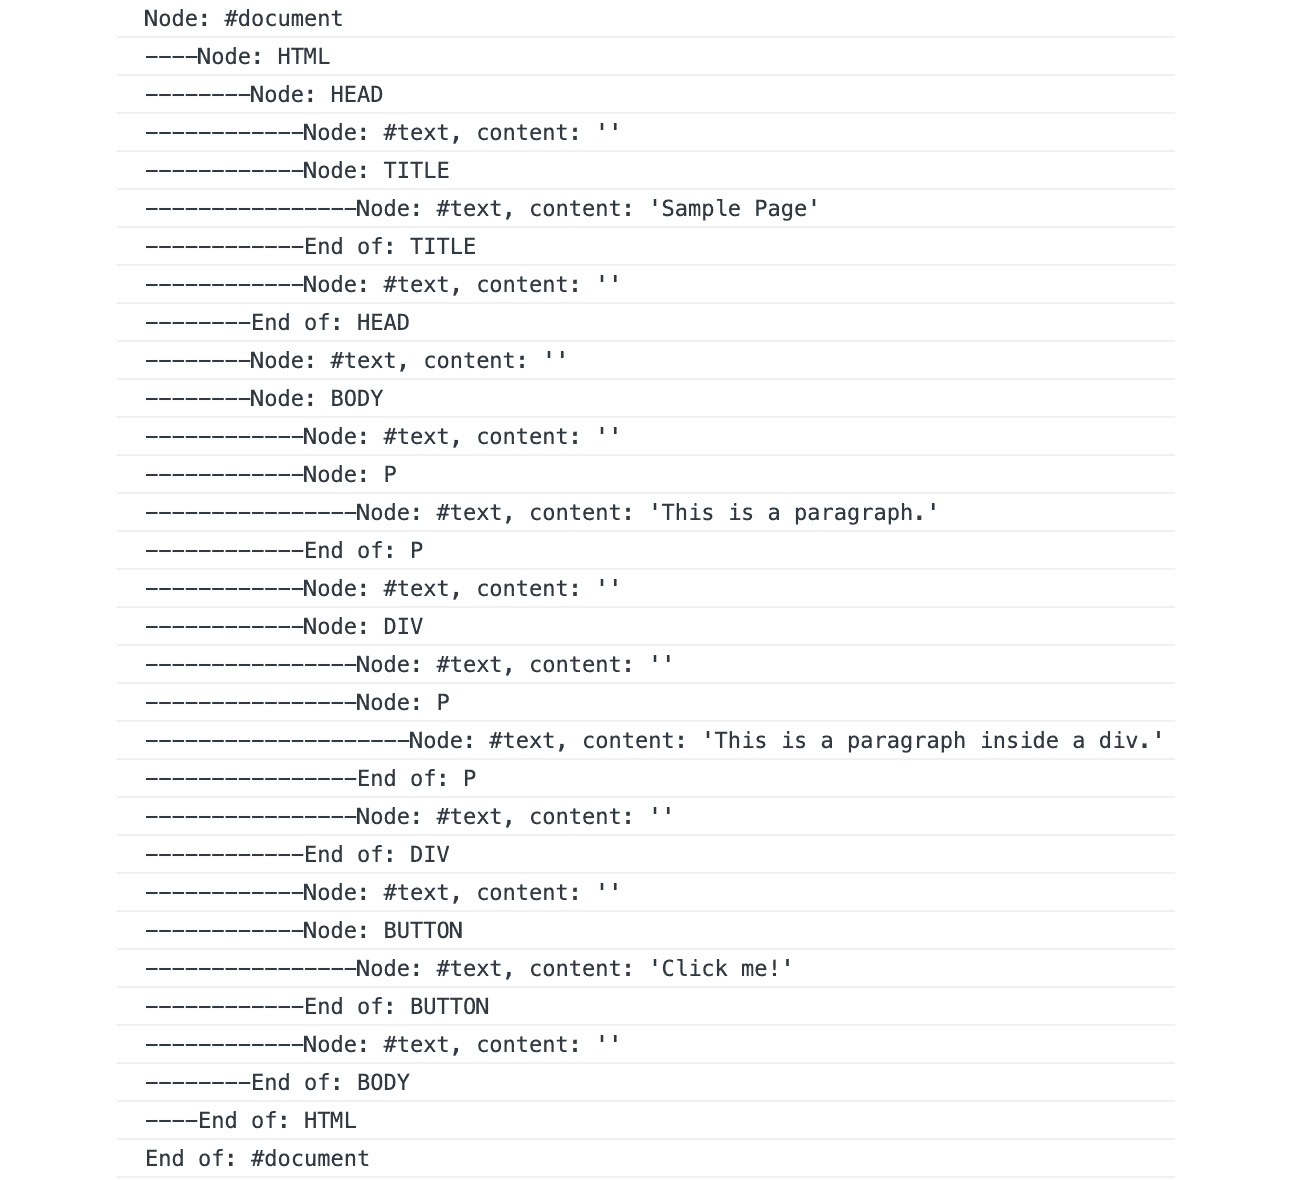 Node: #document
----Node: HTML
--------Node: HEAD
------------Node: #text, content: ''
------------Node: TITLE
----------------Node: #text, content: 'Sample Page'
------------End of: TITLE
------------Node: #text, content: ''
--------End of: HEAD
--------Node: #text, content: ''
--------Node: BODY
------------Node: #text, content: ''
------------Node: P
----------------Node: #text, content: 'This is a paragraph.'
------------End of: P
------------Node: #text, content: ''
------------Node: DIV
----------------Node: #text, content: ''
----------------Node: P
--------------------Node: #text, content: 'This is a paragraph inside a div.'
----------------End of: P
----------------Node: #text, content: ''
------------End of: DIV
------------Node: #text, content: ''
------------Node: BUTTON
----------------Node: #text, content: 'Click me!'
------------End of: BUTTON
------------Node: #text, content: ''
--------End of: BODY
----End of: HTML
End of: #document